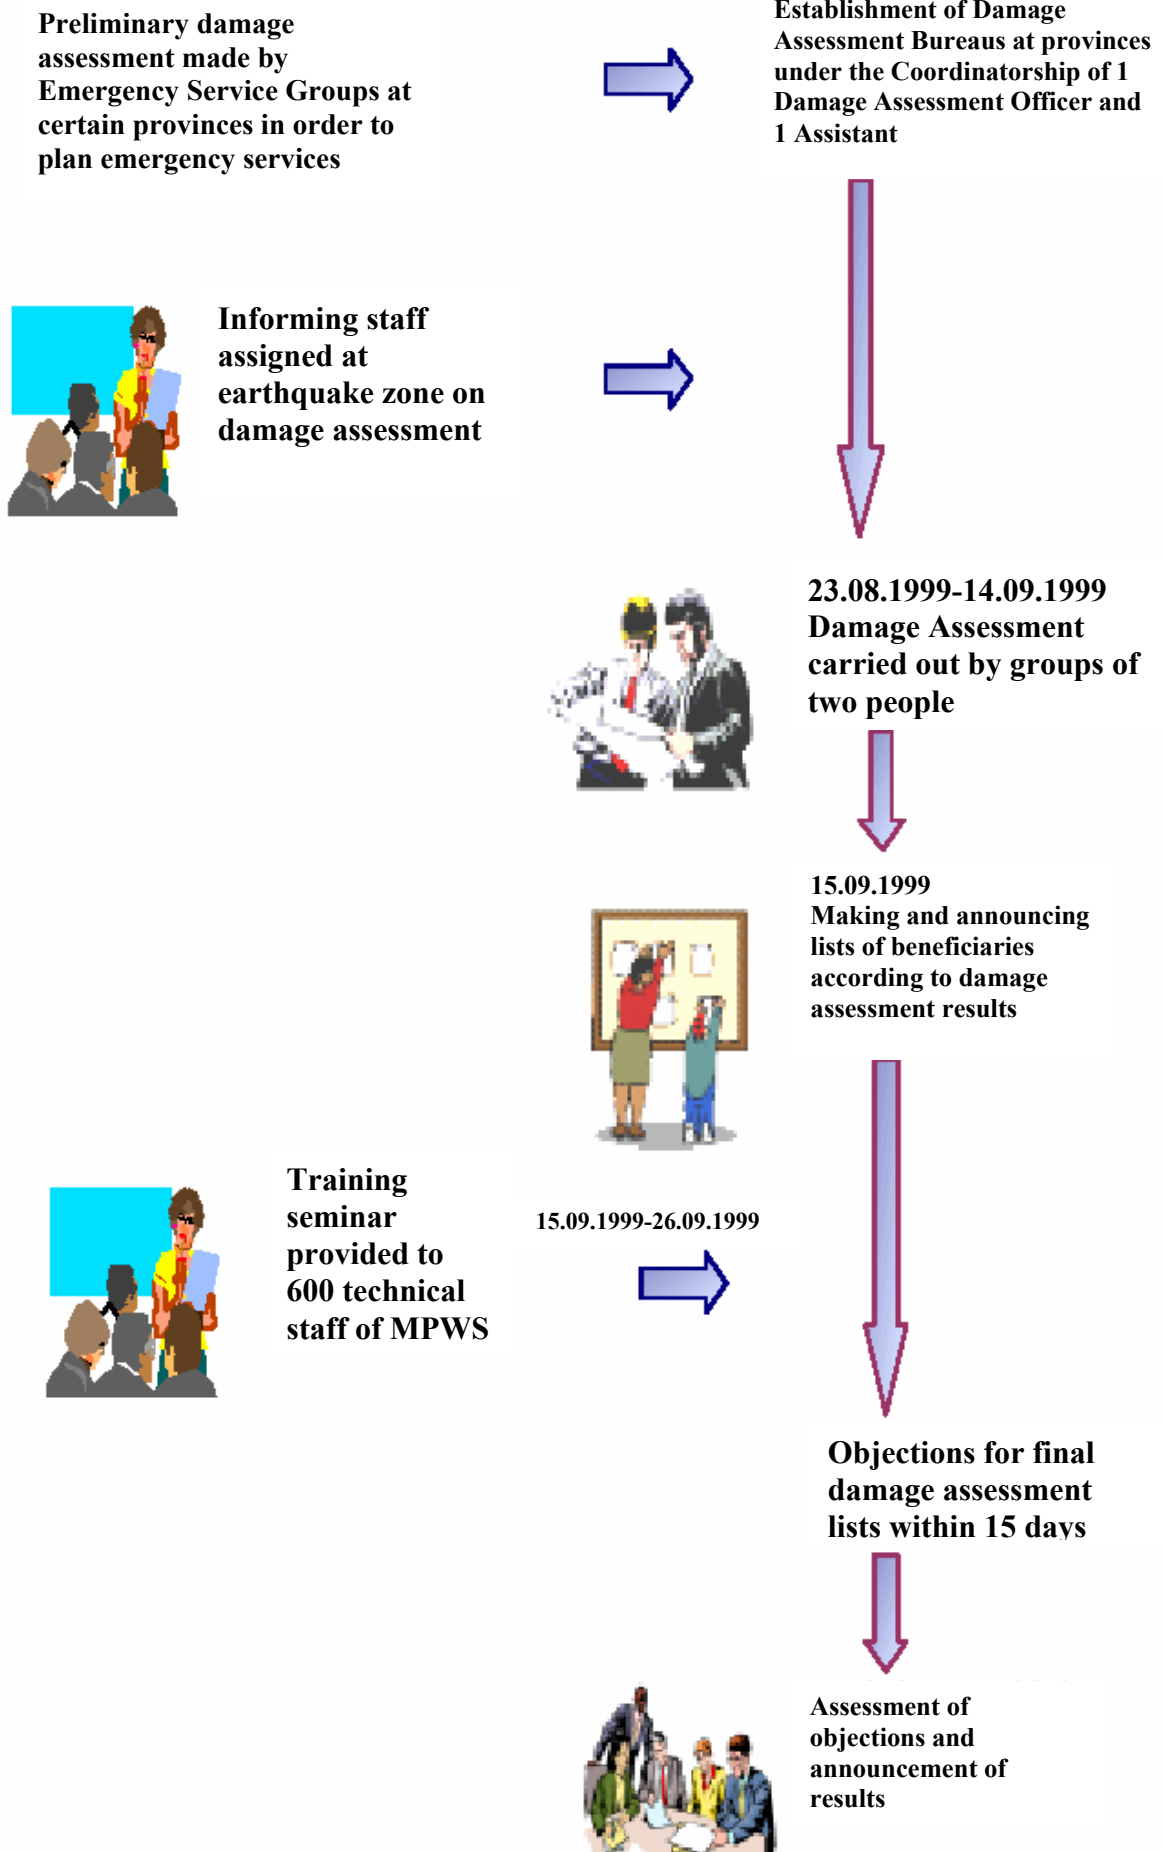 Preliminary damage
assessment made by
Emergency Service Groups at
certain provinces in order to
plan emergency services
Establishment of Damage
Assessment Bureaus at provinces
under the Coordinatorship of 1
Damage Assessment Officer and
1 Assistant
Informing staff
assigned at
earthquake zone on
damage assessment
23.08.1999-14.09.1999
Damage Assessment
carried out by groups of
two people
15.09.1999
Making and announcing
lists of beneficiaries
according to damage
assessment results
Training
seminar
provided to
600 technical
staff of MPWS
15.09.1999-26.09.1999
Objections for final
damage assessment
lists within 15 days
Assessment of
objections and
announcement of
results